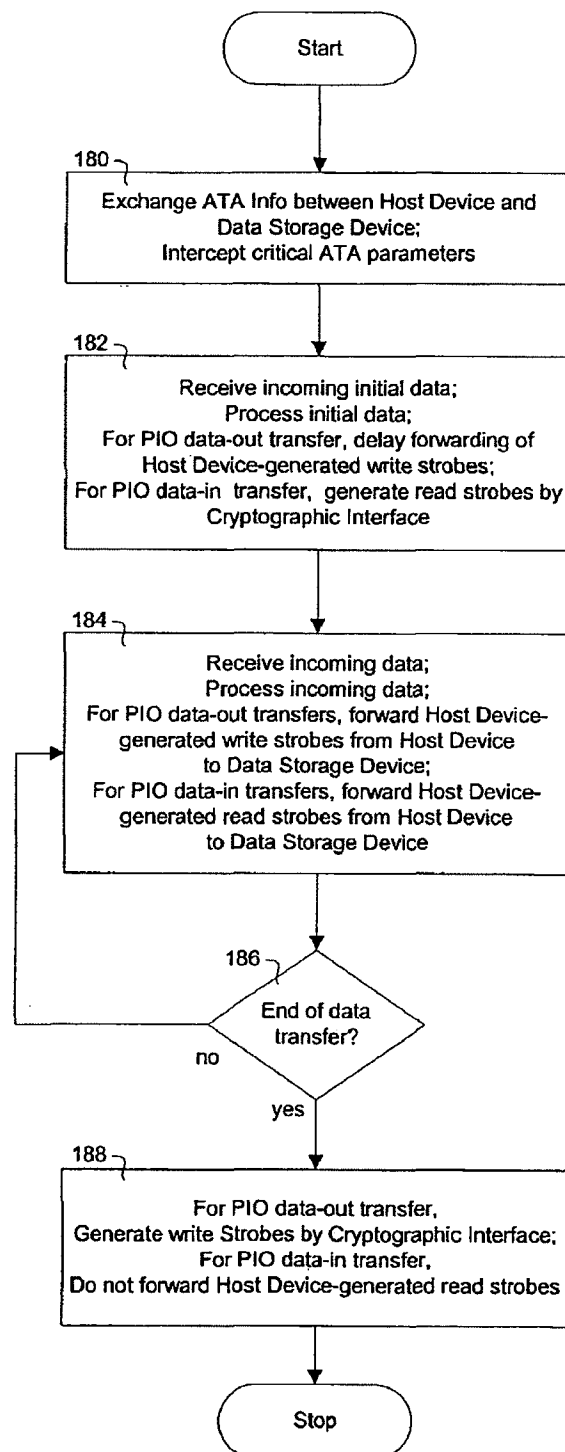 Start
180
Exchange ATA Info between Host Device and
Data Storage Device;
Intercept critical ATA parameters
182
Receive incoming initial data;
Process initial data;
For PIO data-out transfer, delay forwarding of
Host Device-generated write strobes;
For PIO data-in transfer, generate read strobes by
Cryptographic Interface
184
Receive incoming data;
Process incoming data;
For PIO data-out transfers, forward Host Device-
generated write strobes from Host Device
to Data Storage Device;
For PIO data-in transfers, forward Host Device-
generated read strobes from Host Device
to Data Storage Device
186
End of data
transfer?
no
yes
188
For PIO data-out transfer,
Generate write Strobes by Cryptographic Interface;
For PIO data-in transfer,
Do not forward Host Device-generated read strobes
Stop